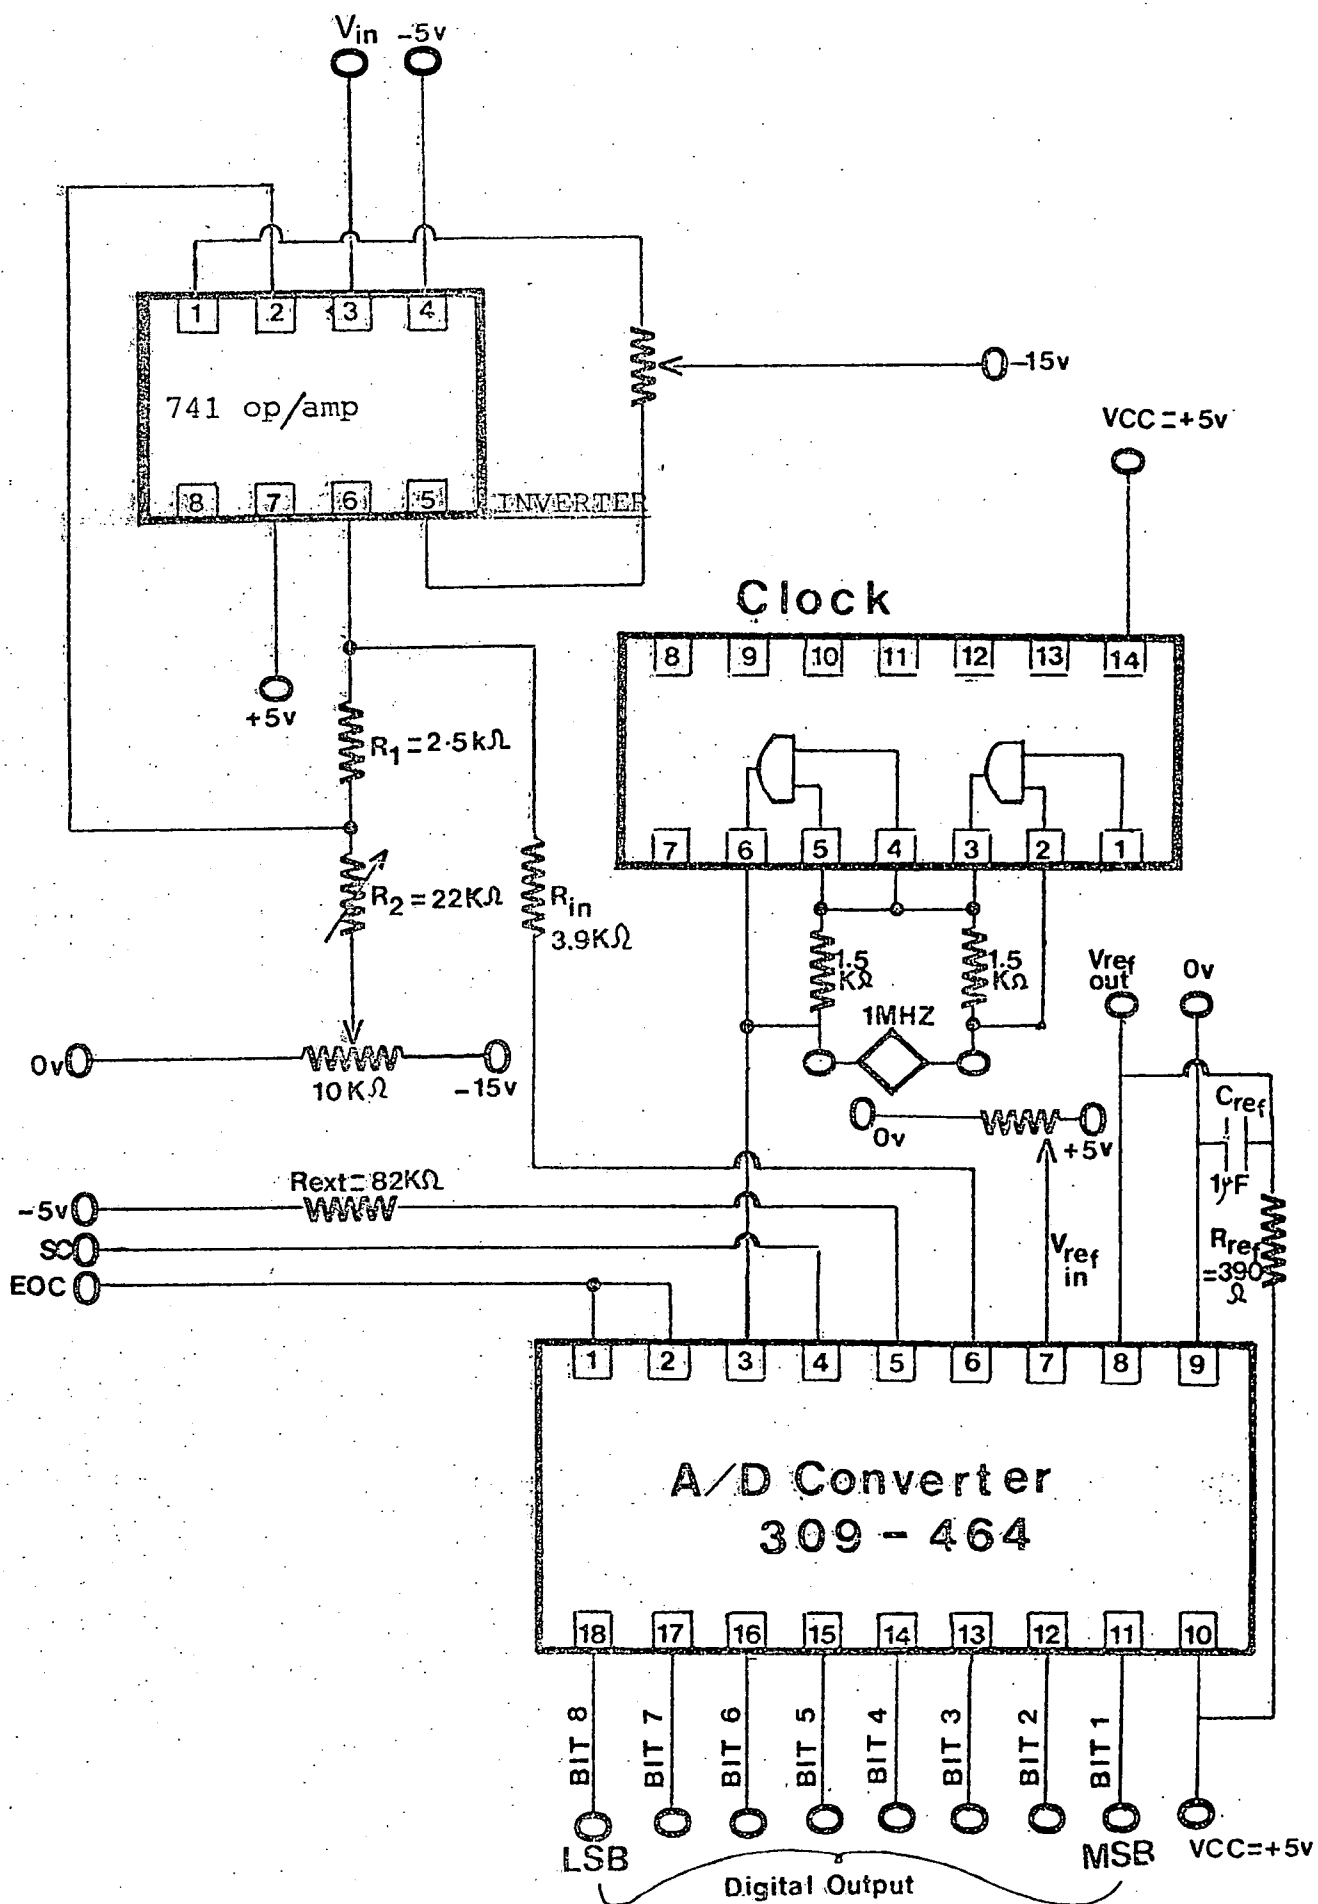 Vin -5v
1 2 3 4
741 op/amp
8 7 6 5
INVERTER
-15v
VCC=+5v
+5v
R1=2.5kΩ
R2=22KΩ
Rin
3.9KΩ
0v
10KΩ
-15v
Clock
8 9 10 11 12 13 14
7 6 5 4 3 2 1
1.5
KΩ
1.5
KΩ
1MHZ
Vref
out
0v
0v
+5v
Cref
1µF
Rref
=390
Ω
Vref
in
Rext=82KΩ
-5v
SC
EOC
1 2 3 4 5 6 7 8 9
A/D Converter
309-464
18 17 16 15 14 13 12 11 10
BIT 8
BIT 7
BIT 6
BIT 5
BIT 4
BIT 3
BIT 2
BIT 1
LSB
MSB
VCC=+5v
Digital Output